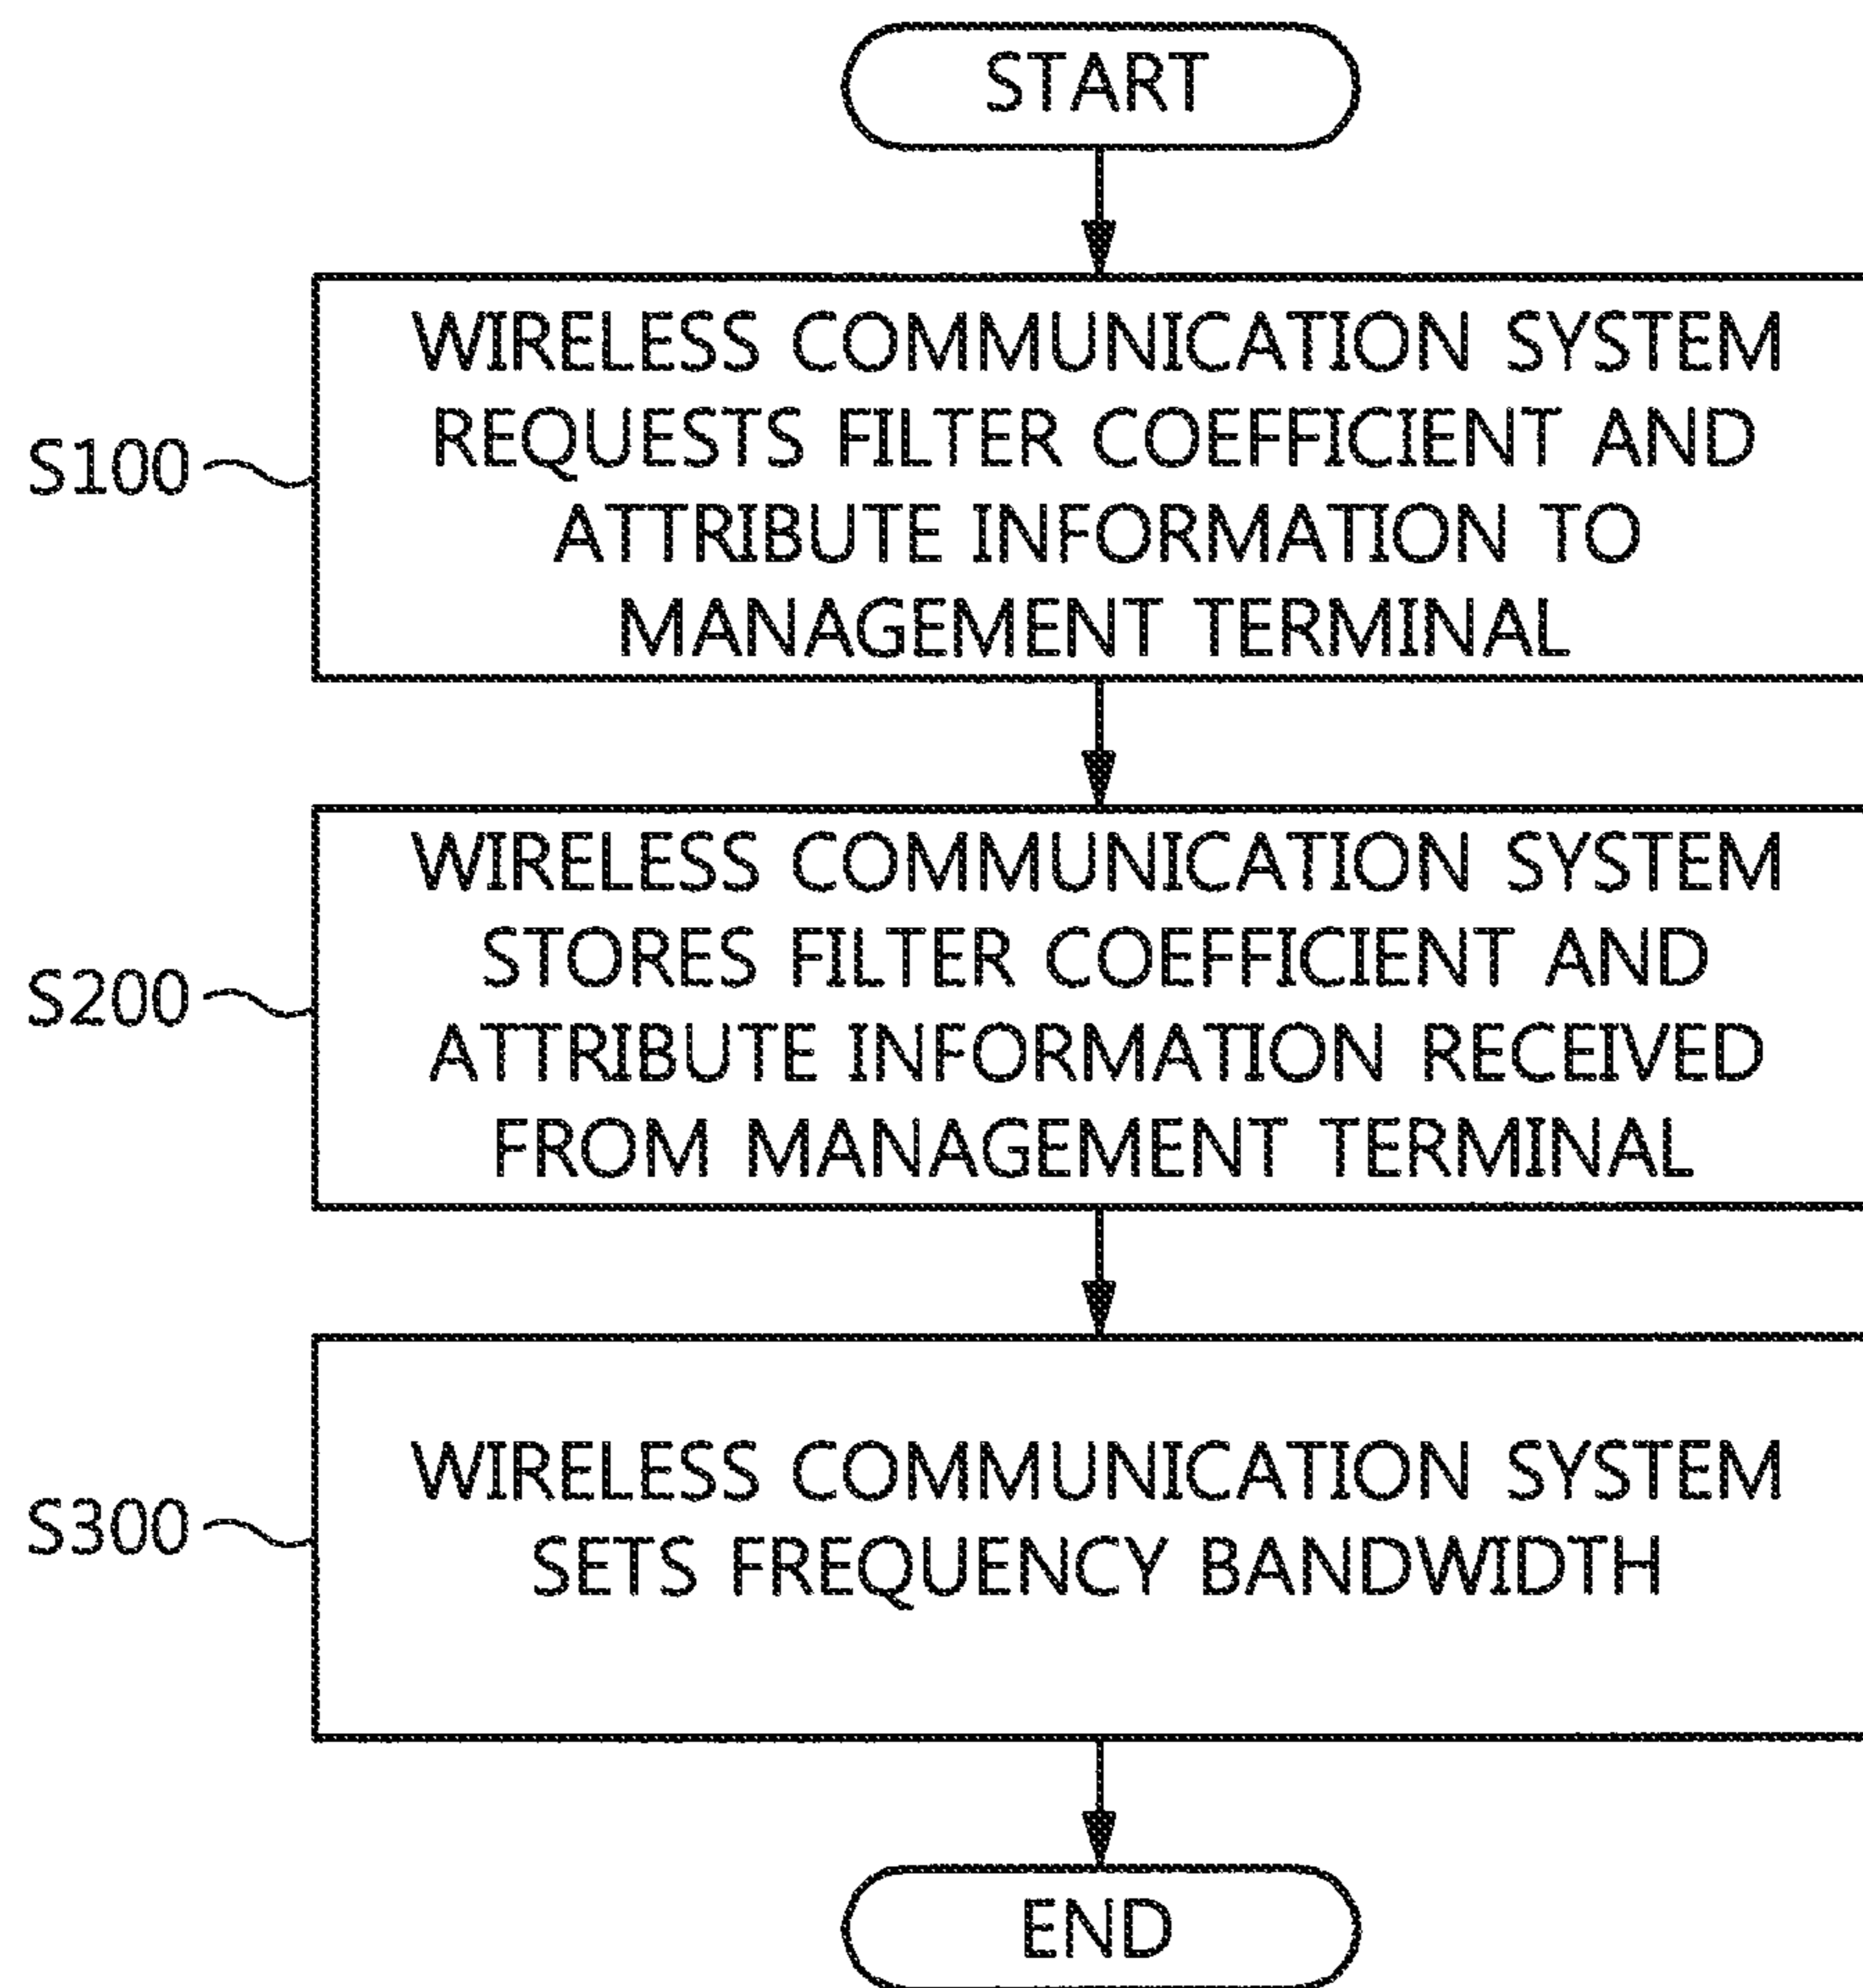 START
S100
WIRELESS COMMUNICATION SYSTEM
REQUESTS FILTER COEFFICIENT AND
ATTRIBUTE INFORMATION TO
MANAGEMENT TERMINAL
S200
WIRELESS COMMUNICATION SYSTEM
STORES FILTER COEFFICIENT AND
ATTRIBUTE INFORMATION RECEIVED
FROM MANAGEMENT TERMINAL
S300
WIRELESS COMMUNICATION SYSTEM
SETS FREQUENCY BANDWIDTH
END